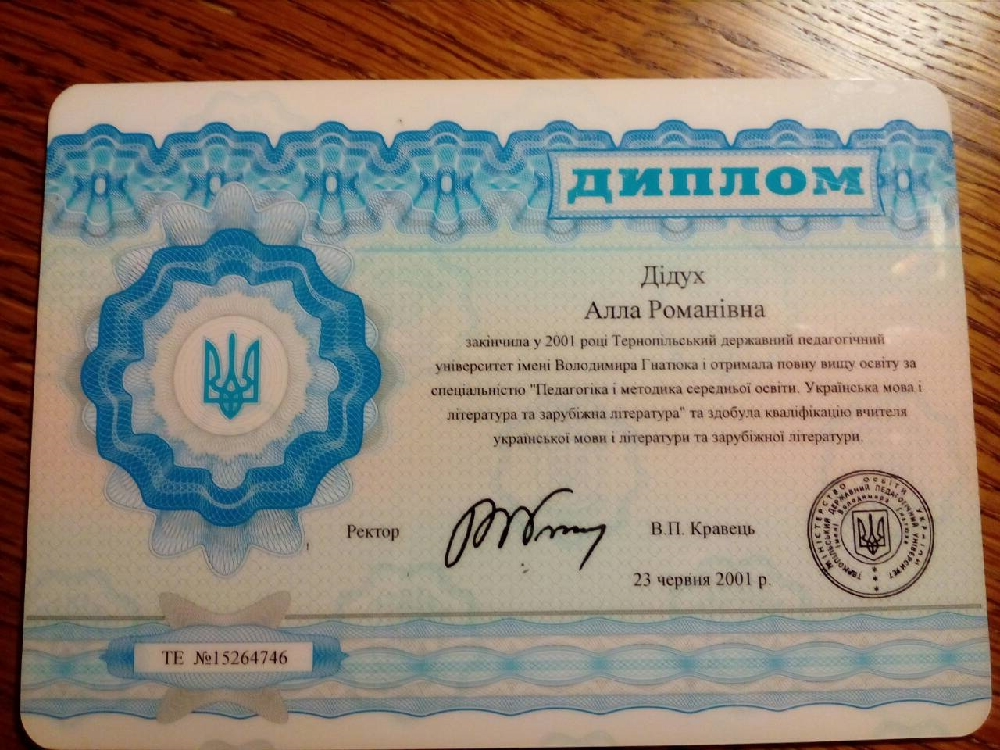 ДИПЛОМ
Дідух
Алла Романівна
закінчила у 2001 році Тернопільський державний педагогічний
університет імені Володимира Гнатюка і отримала повну вищу освіту за
спеціальністю "Педагогіка і методика середньої освіти. Українська мова і
література та зарубіжна література" та здобула кваліфікацію вчителя
української мови і літератури та зарубіжної літератури.
Ректор
В.П. Кравець
23 червня 2001 р.
МІНІСТЕРСТВО ОСВІТИ УКРАЇНИ
ТЕРНОПІЛЬСЬКИЙ ДЕРЖАВНИЙ ПЕДАГОГІЧНИЙ УНІВЕРСИТЕТ
імені Володимира Гнатюка
ТЕ №15264746